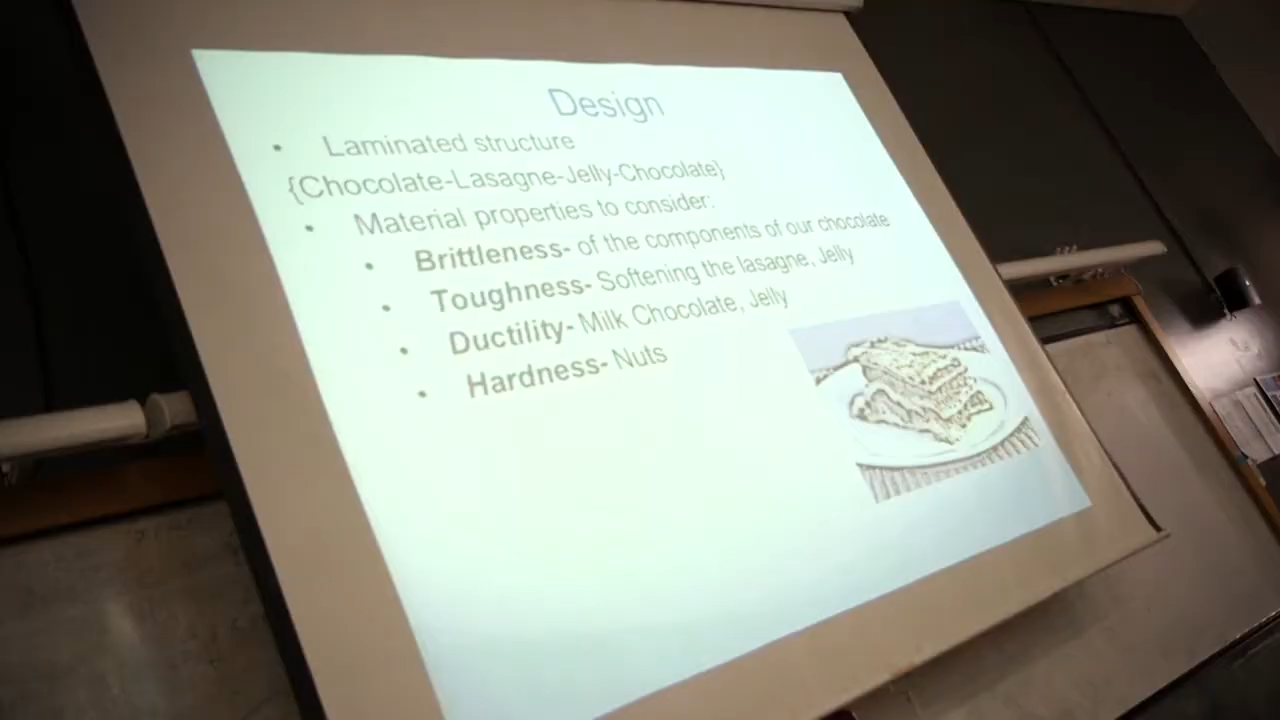 Design
• Laminated structure
{Chocolate-Lasagne-Jelly-Chocolate}
• Material properties to consider:
• Brittleness- of the components of our chocolate
• Toughness- Softening the lasagne, Jelly
• Ductility- Milk Chocolate, Jelly
• Hardness- Nuts